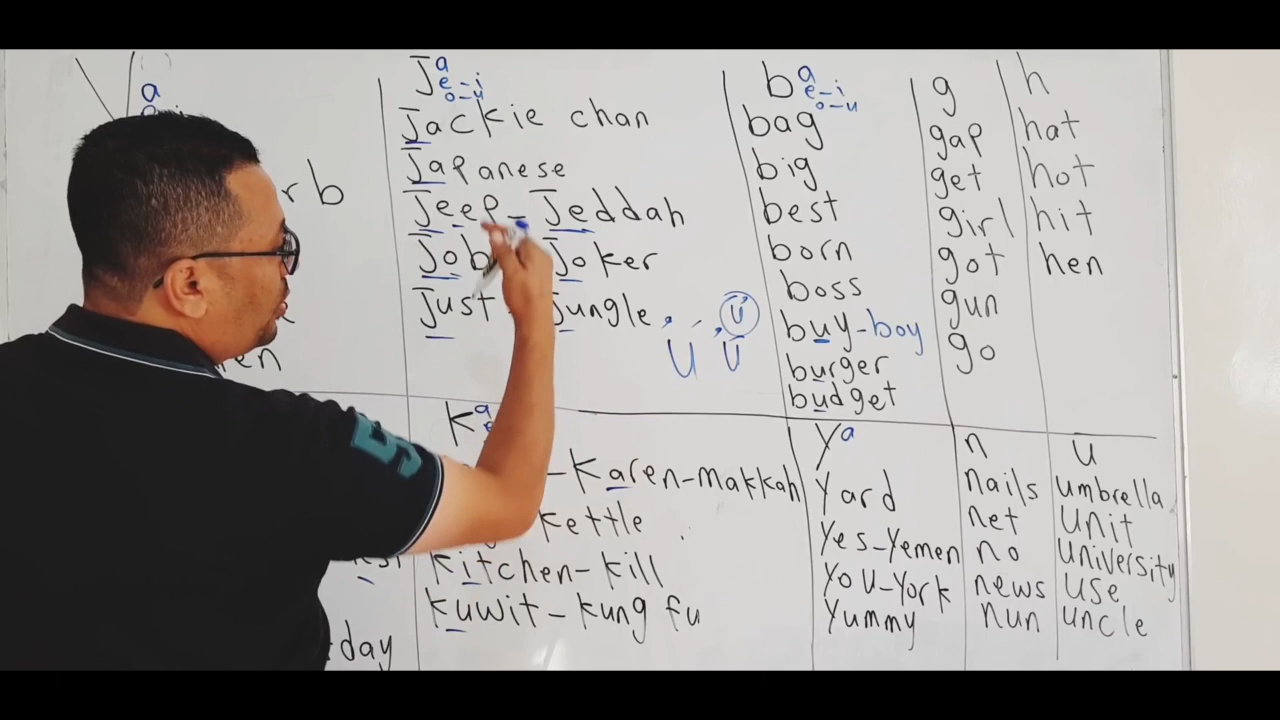 a
rb
en
day
J a
e-i
o-u
Jackie chan
Japanese
Jeep-Jeddah
Job Joker
Just Jungle
U Ú
U
K a
-Karen-makkah
kettle
kitchen-kill
kuwit-kung fu
b a
e-i
o-u
bag
big
best
born
boss
buy-boy
burger
budget
g
gap
get
girl
got
gun
go
h
hat
hot
hit
hen
Y a
Yard
Yes-Yemen
You-York
Yummy
n
nails
net
no
news
nun
u
umbrella
unit
university
use
uncle